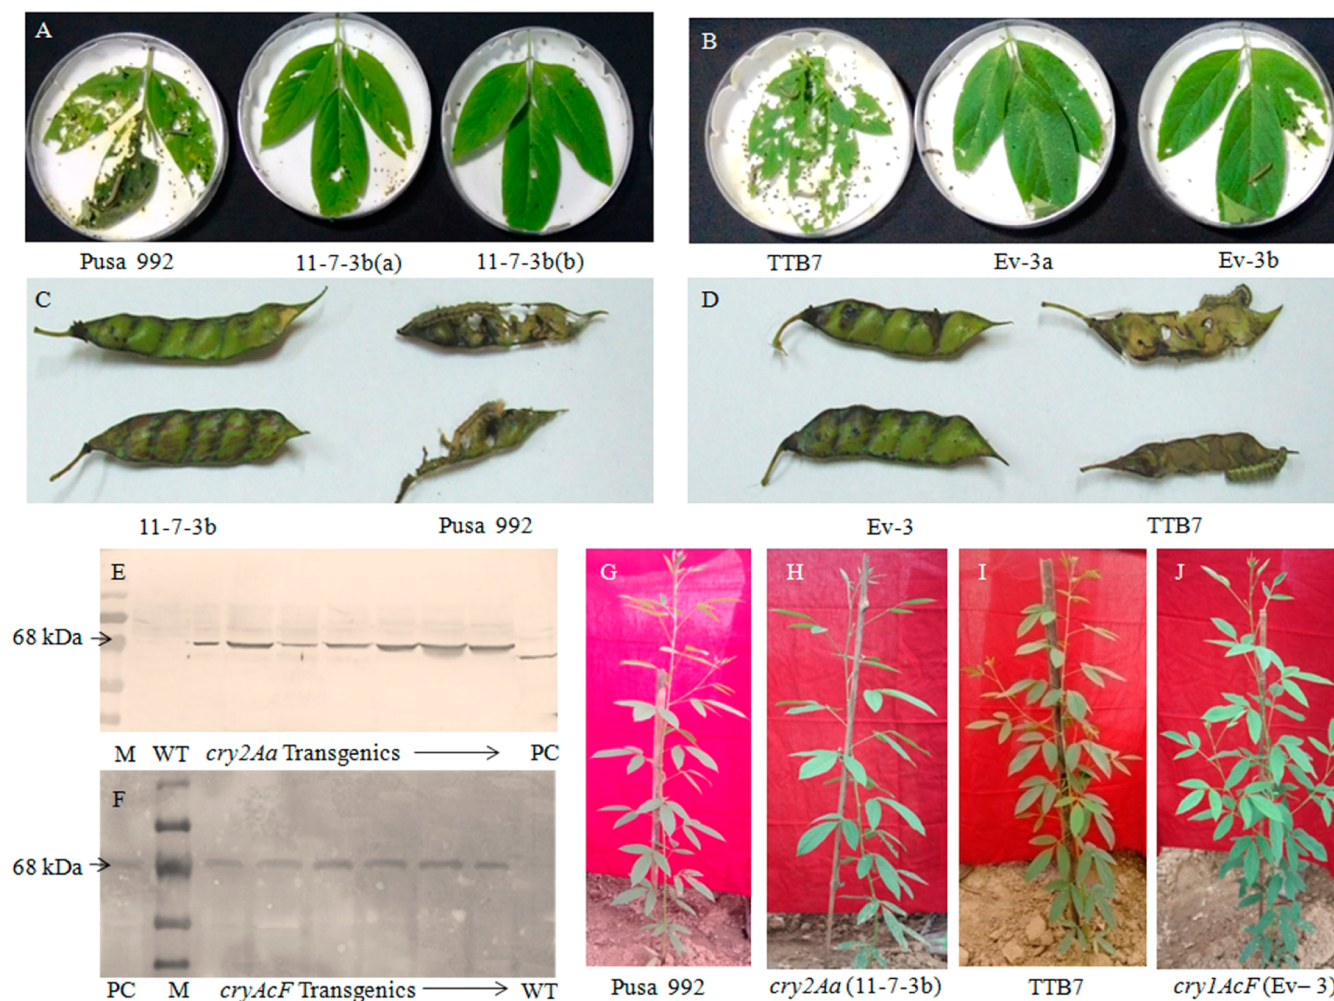 A
B
Pusa 992 11-7-3b(a) 11-7-3b(b)
TTB7 Ev-3a Ev-3b
C
D
11-7-3b Pusa 992
Ev-3 TTB7
E
68 kDa
M WT cry2Aa Transgenics PC
F
68 kDa
PC M cryAcF Transgenics WT
G
H
I
J
Pusa 992 cry2Aa (11-7-3b) TTB7 cry1AcF (Ev– 3)